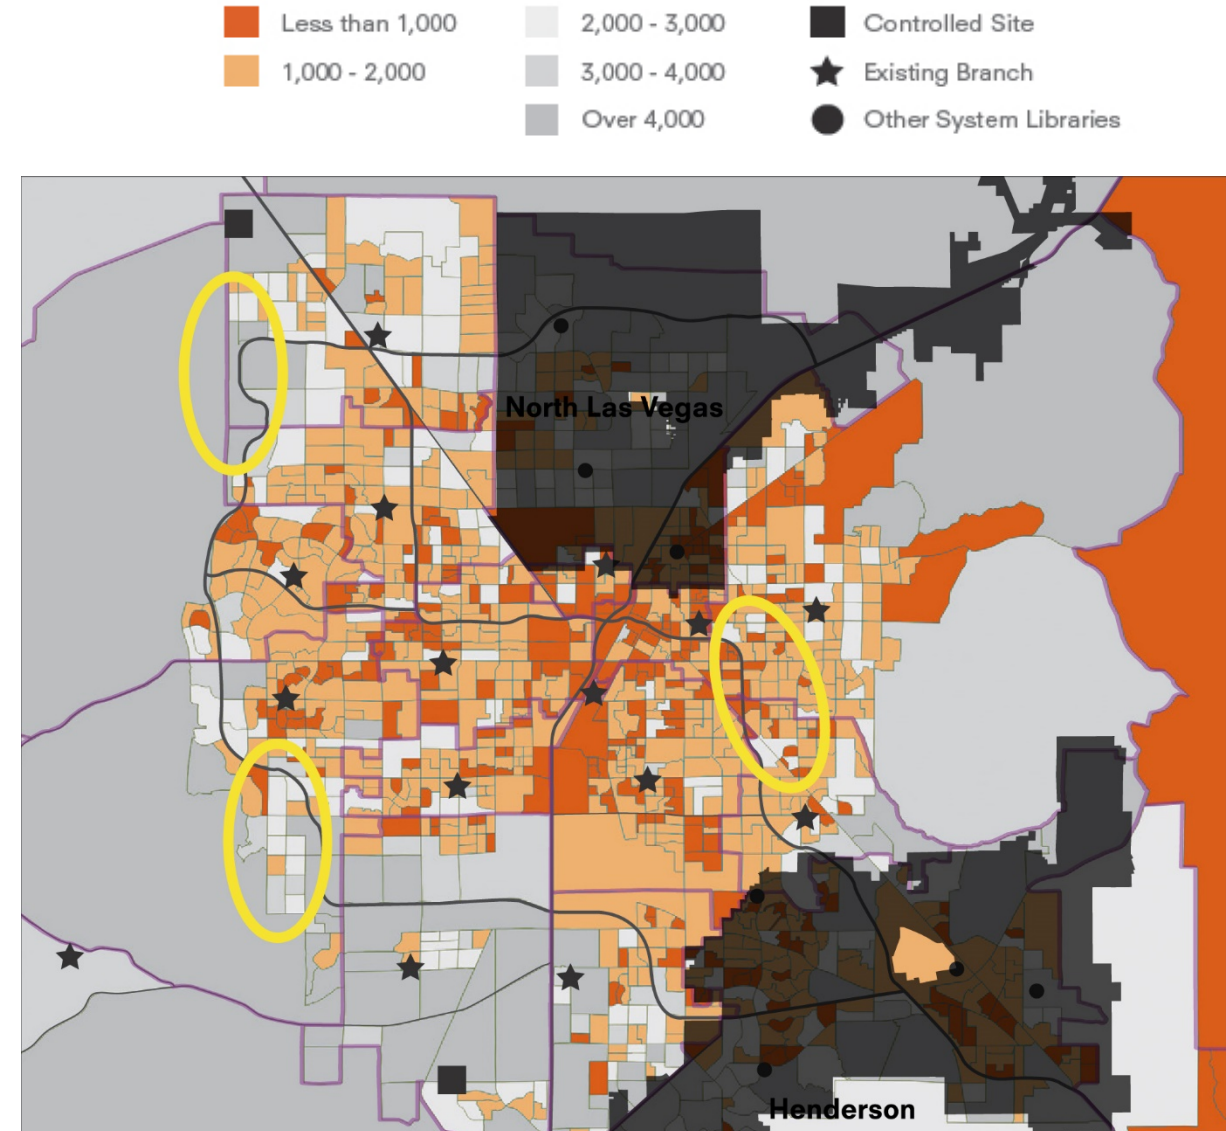 Less than 1,000
2,000 - 3,000
Controlled Site
1,000 - 2,000
3,000 - 4,000
Existing Branch
Over 4,000
Other System Libraries
North Las Vegas
Henderson